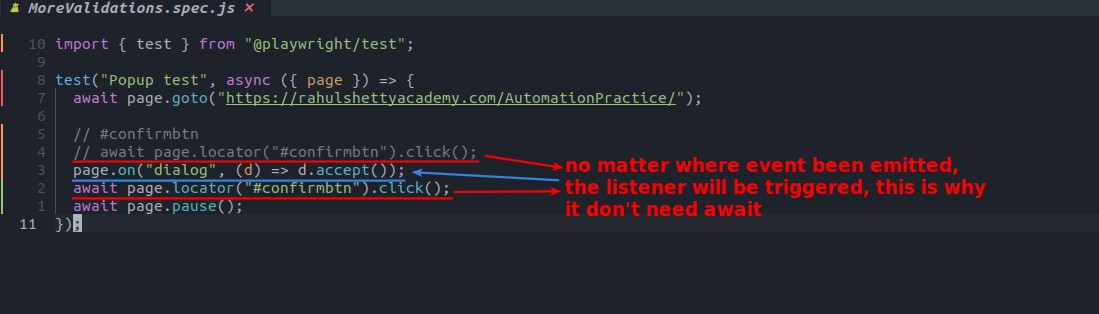 MoreValidations.spec.js ✕
10 import { test } from "@playwright/test";
9
8 test("Popup test", async ({ page }) => {
7   await page.goto("https://rahulshettyacademy.com/AutomationPractice/");
6
5   // #confirmbtn
4   // await page.locator("#confirmbtn").click();
3   page.on("dialog", (d) => d.accept());
2   await page.locator("#confirmbtn").click();
1   await page.pause();
11 });
no matter where event been emitted,
the listener will be triggered, this is why
it don't need await